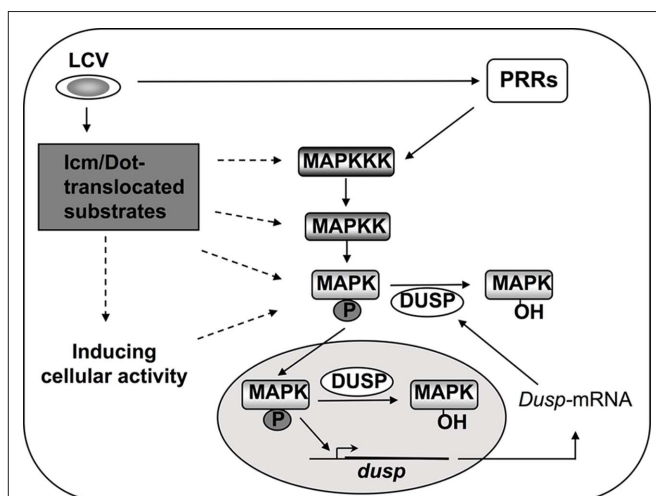 LCV
PRRs
Icm/Dot-
translocated
substrates
MAPKKK
MAPKK
MAPK
P
DUSP
MAPK
OH
Inducing
cellular activity
MAPK
P
DUSP
MAPK
OH
Dusp-mRNA
dusp